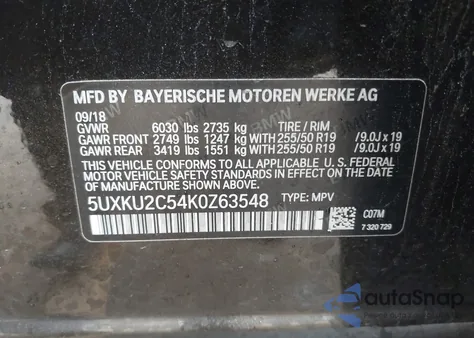 MFD BY BAYERISCHE MOTOREN WERKE AG
09/18
GVWR 6030 lbs 2735 kg TIRE / RIM
GAWR FRONT 2749 lbs 1247 kg 255/50 R19 /9.0J x 19
GAWR REAR 3419 lbs 1551 kg 255/50 R19 /9.0J x 19
THIS VEHICLE CONFORMS TO ALL APPLICABLE U. S. FEDERAL
MOTOR VEHICLE SAFETY STANDARDS IN EFFECT ON THE DATE
OF MANUFACTURE SHOWN ABOVE.
5UXKU2C54K0Z63548 TYPE: MPV
C07M
7 320 729
autoSnap